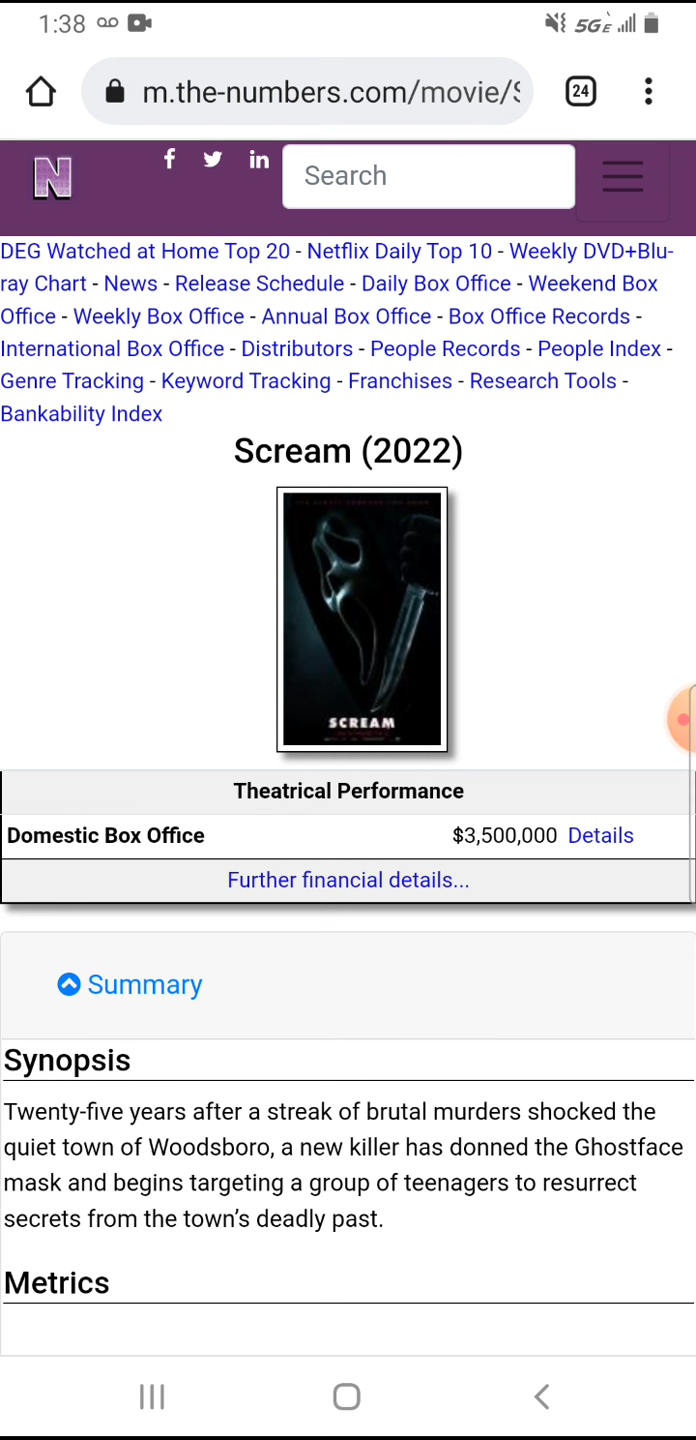 1:38
5GE
m.the-numbers.com/movie/S
24
N
f in
Search
DEG Watched at Home Top 20 - Netflix Daily Top 10 - Weekly DVD+Blu-
ray Chart - News - Release Schedule - Daily Box Office - Weekend Box
Office - Weekly Box Office - Annual Box Office - Box Office Records -
International Box Office - Distributors - People Records - People Index -
Genre Tracking - Keyword Tracking - Franchises - Research Tools -
Bankability Index
Scream (2022)
SCREAM
Theatrical Performance
Domestic Box Office $3,500,000 Details
Further financial details...
Summary
Synopsis
Twenty-five years after a streak of brutal murders shocked the
quiet town of Woodsboro, a new killer has donned the Ghostface
mask and begins targeting a group of teenagers to resurrect
secrets from the town’s deadly past.
Metrics